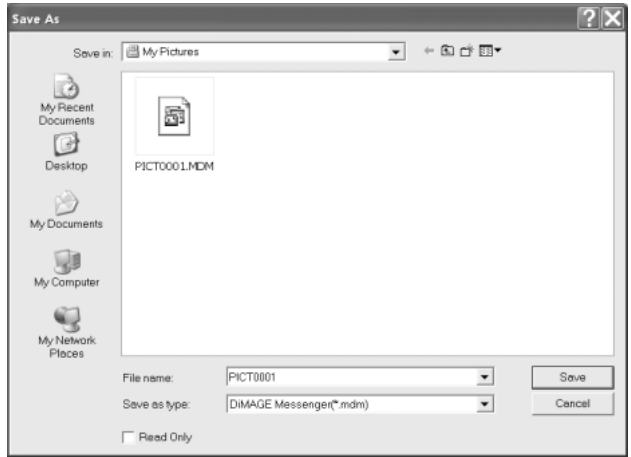 Save As
Save in: My Pictures
My Recent
Documents
Desktop
My Documents
My Computer
My Network
Places
PICT0001.MDM
File name: PICT0001 Save
Save as type: DiMAGE Messenger(*.mdm) Cancel
Read Only